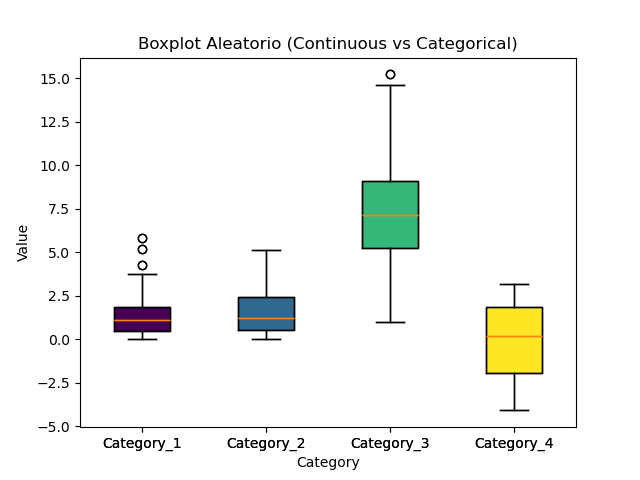 Boxplot Aleatorio (Continuous vs Categorical)
15.0
12.5
10.0
7.5
5.0
2.5
0.0
−2.5
−5.0
Value
Category_1 Category_2 Category_3 Category_4
Category